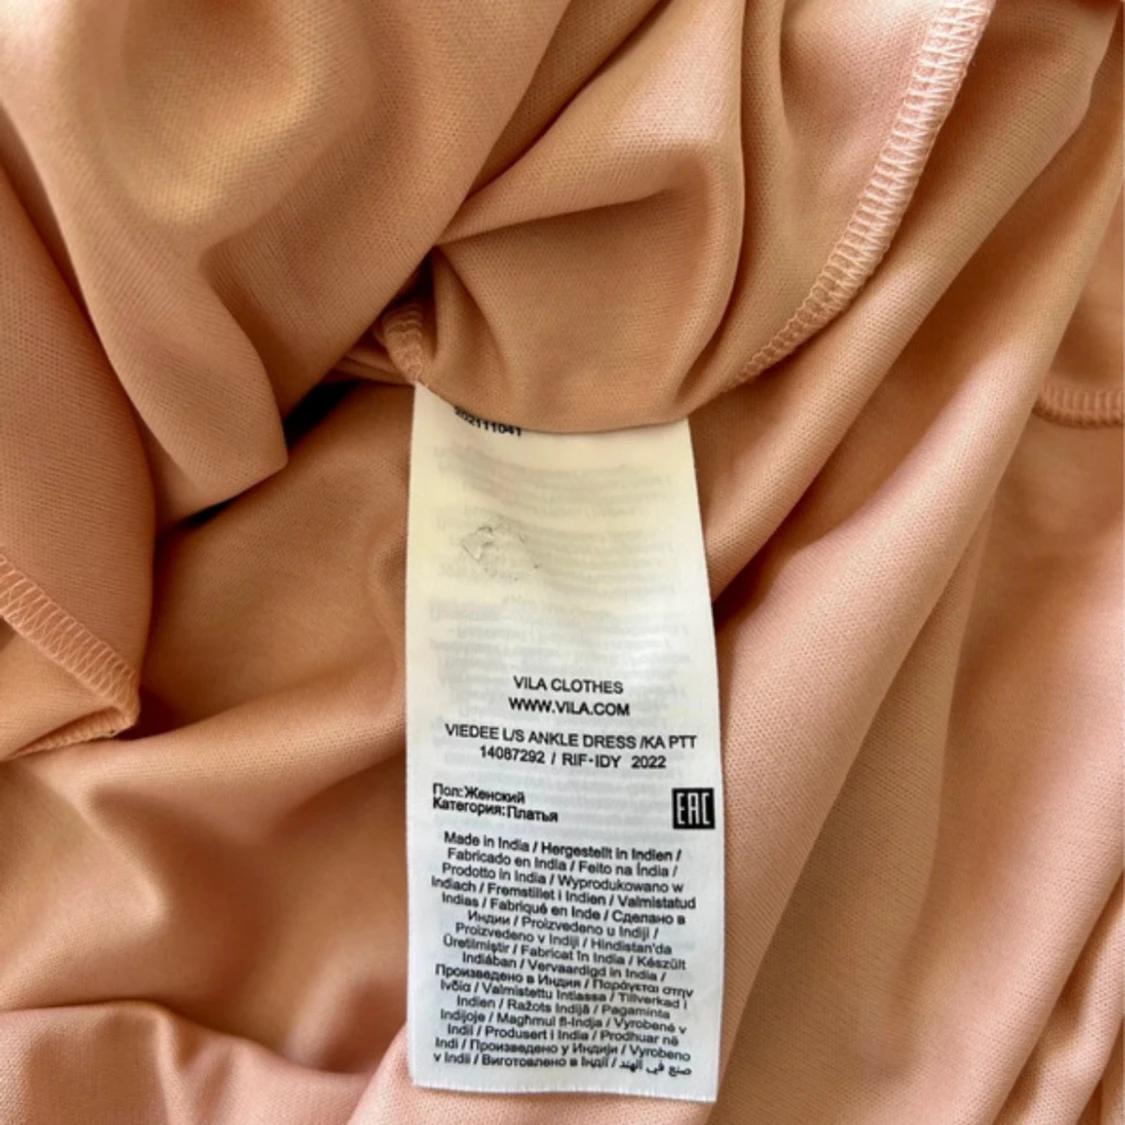 202111041
VILA CLOTHES
WWW.VILA.COM
VIEDEE L/S ANKLE DRESS /KA PTT
14087292 / RIF-IDY 2022
Пол:Женский
Категория:Платья
EAC
Made in India / Hergestellt in Indien /
Fabricado en India / Feito na Índia /
Prodotto in India / Wyprodukowano w
Indiach / Fremstillet i Indien / Valmistatud
Indias / Fabriqué en Inde / Сделано в
Индии / Proizvedeno u Indiji /
Proizvedeno v Indiji / Hindistan'da
Üretilmiştir / Fabricat în India / Készült
Indiában / Vervaardigd in India /
Произведено в Индия / Παράγεται στην
Ινδία / Valmistettu Intiassa / Tillverkad i
Indien / Ražots Indijā / Pagaminta
Indijoje / Magħmul fl-Indja / Vyrobené v
Indii / Produsert i India / Prodhuar në
Indi / Произведено у Индији / Vyrobeno
v Indii / Виготовлено в Індії / صنع في الهند